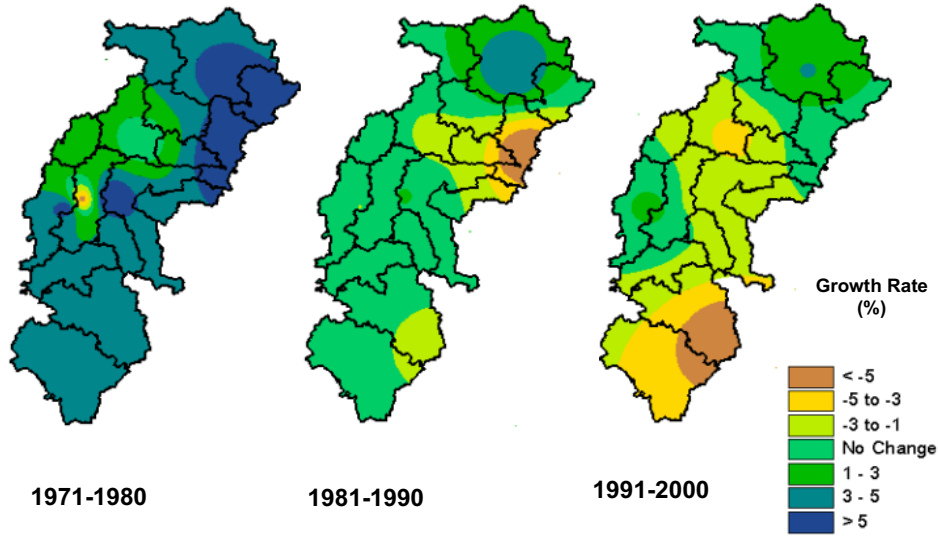 Growth Rate
(%)
< -5
-5 to -3
-3 to -1
No Change
1 - 3
3 - 5
> 5
1971-1980
1981-1990
1991-2000